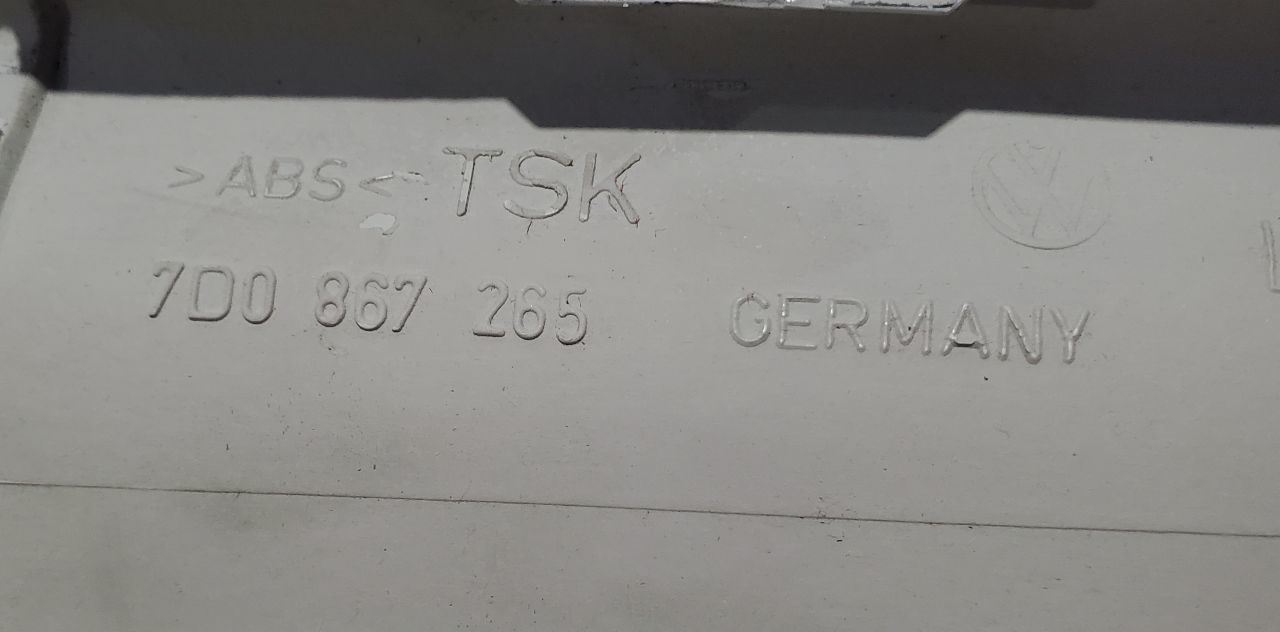 >ABS< TSK
7D0 867 265 GERMANY